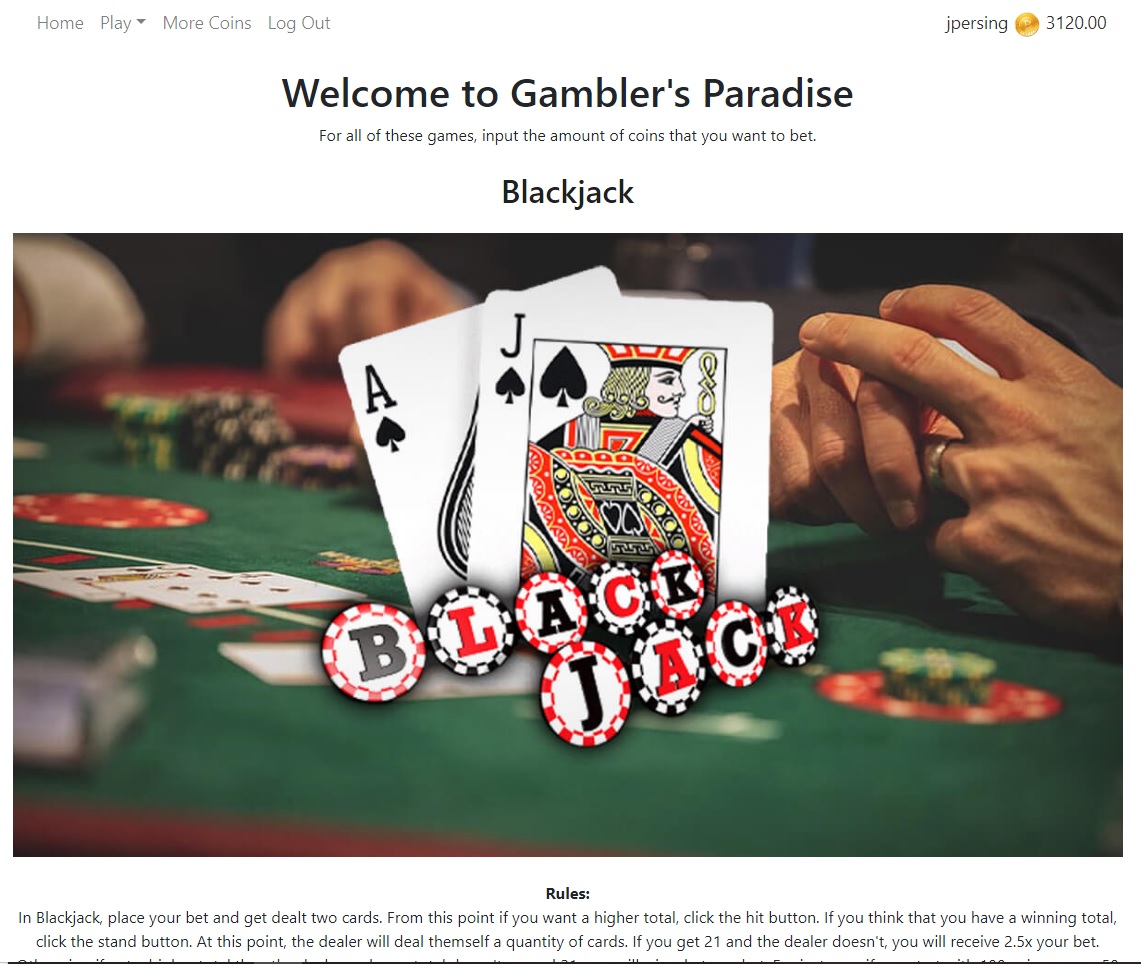 Home Play More Coins Log Out jpersing 3120.00
Welcome to Gambler's Paradise
For all of these games, input the amount of coins that you want to bet.
Blackjack
A
J
BLACK
JACK
Rules:
In Blackjack, place your bet and get dealt two cards. From this point if you want a higher total, click the hit button. If you think that you have a winning total,
click the stand button. At this point, the dealer will deal themself a quantity of cards. If you get 21 and the dealer doesn't, you will receive 2.5x your bet.